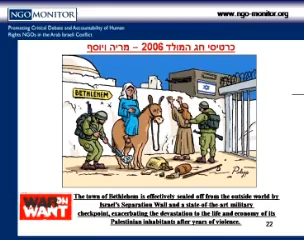 NGO MONITOR
www.ngo-monitor.org
Promoting Critical Debate and Accountability of Human
Rights NGOs in the Arab Israeli Conflict
כרטיסי חג המולד 2006 – מריה ויוסף
BETHLEHEM
WAR ON
WANT
The town of Bethlehem is effectively sealed off from the outside world by
Israel's Separation Wall and a state-of-the-art military
checkpoint, exacerbating the devastation to the life and economy of its
Palestinian inhabitants after years of violence.
22